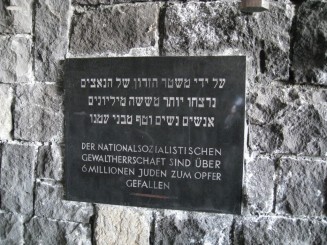 על ידי משטר הזדון של הנאצים
נרצחו יותר מששה מיליונים
אנשים נשים וטף מבני עמנו
DER NATIONALSOZIALISTISCHEN
GEWALTHERRSCHAFT SIND ÜBER
6 MILLIONEN JUDEN ZUM OPFER
GEFALLEN